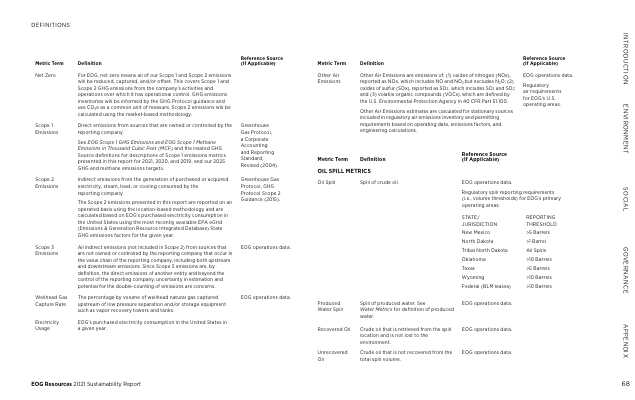 DEFINITIONS
Metric Term
Definition
Reference Source
(If Applicable)
Net Zero
For EOG, net zero means all of our Scope 1 and Scope 2 emissions
will be reduced, captured, and/or offset. This covers Scope 1 and
Scope 2 GHG emissions from the company's activities and
operations over which it has operational control. GHG emissions
inventories will be informed by the GHG Protocol guidance and
use CO₂e as a common unit of measure. Scope 2 emissions will be
calculated using the market-based methodology.
Scope 1
Emissions
Direct emissions from sources that are owned or controlled by the
reporting company.
See EOG Scope 1 GHG Emissions and EOG Scope 1 Methane
Emissions in Thousand Cubic Feet (MCF) and the related GHG
Source definitions for descriptions of Scope 1 emissions metrics
presented in this report for 2021, 2020, and 2019, and our 2025
GHG and methane emissions targets.
Greenhouse
Gas Protocol,
a Corporate
Accounting
and Reporting
Standard,
Revised (2004).
Scope 2
Emissions
Indirect emissions from the generation of purchased or acquired
electricity, steam, heat, or cooling consumed by the
reporting company.
The Scope 2 emissions presented in this report are reported on an
operated basis using the location-based methodology and are
calculated based on EOG's purchased electricity consumption in
the United States using the most recently available EPA eGrid
(Emissions & Generation Resource Integrated Database) State
GHG emissions factors for the given year.
Greenhouse Gas
Protocol, GHG
Protocol Scope 2
Guidance (2015).
Scope 3
Emissions
All indirect emissions (not included in Scope 2) from sources that
are not owned or controlled by the reporting company that occur in
the value chain of the reporting company, including both upstream
and downstream emissions. Since Scope 3 emissions are, by
definition, the direct emissions of another entity and beyond the
control of the reporting company, uncertainty in estimation and
potential for the double-counting of emissions are concerns.
EOG operations data.
Wellhead Gas
Capture Rate
The percentage by volume of wellhead natural gas captured
upstream of low pressure separation and/or storage equipment
such as vapor recovery towers and tanks.
EOG operations data.
Electricity
Usage
EOG's purchased electricity consumption in the United States in
a given year.
Metric Term
Definition
Reference Source
(If Applicable)
Other Air
Emissions
Other Air Emissions are emissions of: (1) oxides of nitrogen (NOx),
reported as NOx, which includes NO and NO₂ but excludes N₂O; (2)
oxides of sulfur (SOx), reported as SO₂, which includes SO₂ and SO₃;
and (3) volatile organic compounds (VOCs), which are defined by
the U.S. Environmental Protection Agency in 40 CFR Part 51.100.
Other Air Emissions data are calculated for stationary sources
included in regulatory air emissions inventory and permitting
requirements based on operating data, emissions factors, and
engineering calculations.
EOG operations data.
Regulatory
air requirements
for EOG's U.S.
operating areas.
Metric Term
Definition
Reference Source
(If Applicable)
OIL SPILL METRICS
Oil Spill
Spill of crude oil.
EOG operations data.
Regulatory spill reporting requirements
(i.e., volume thresholds) for EOG's primary
operating areas:
STATE/
JURISDICTION
REPORTING
THRESHOLD
New Mexico
>5 Barrels
North Dakota
>1 Barrel
Tribal North Dakota
All Spills
Oklahoma
>10 Barrels
Texas
>5 Barrels
Wyoming
>10 Barrels
Federal (BLM leases)
>10 Barrels
Produced
Water Spill
Spill of produced water. See
Water Metrics for definition of produced
water.
EOG operations data.
Recovered Oil
Crude oil that is retrieved from the spill
location and is not lost to the
environment.
EOG operations data.
Unrecovered
Oil
Crude oil that is not recovered from the
total spill volume.
EOG operations data.
INTRODUCTION
ENVIRONMENT
SOCIAL
GOVERNANCE
APPENDIX
EOG Resources 2021 Sustainability Report
68